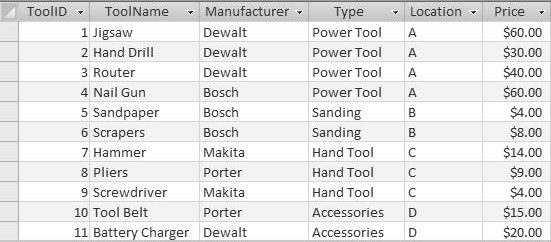 ToolID ToolName Manufacturer Type Location Price
1 Jigsaw Dewalt Power Tool A $60.00
2 Hand Drill Dewalt Power Tool A $30.00
3 Router Dewalt Power Tool A $40.00
4 Nail Gun Bosch Power Tool A $60.00
5 Sandpaper Bosch Sanding B $4.00
6 Scrapers Bosch Sanding B $8.00
7 Hammer Makita Hand Tool C $14.00
8 Pliers Porter Hand Tool C $9.00
9 Screwdriver Makita Hand Tool C $4.00
10 Tool Belt Porter Accessories D $15.00
11 Battery Charger Dewalt Accessories D $20.00